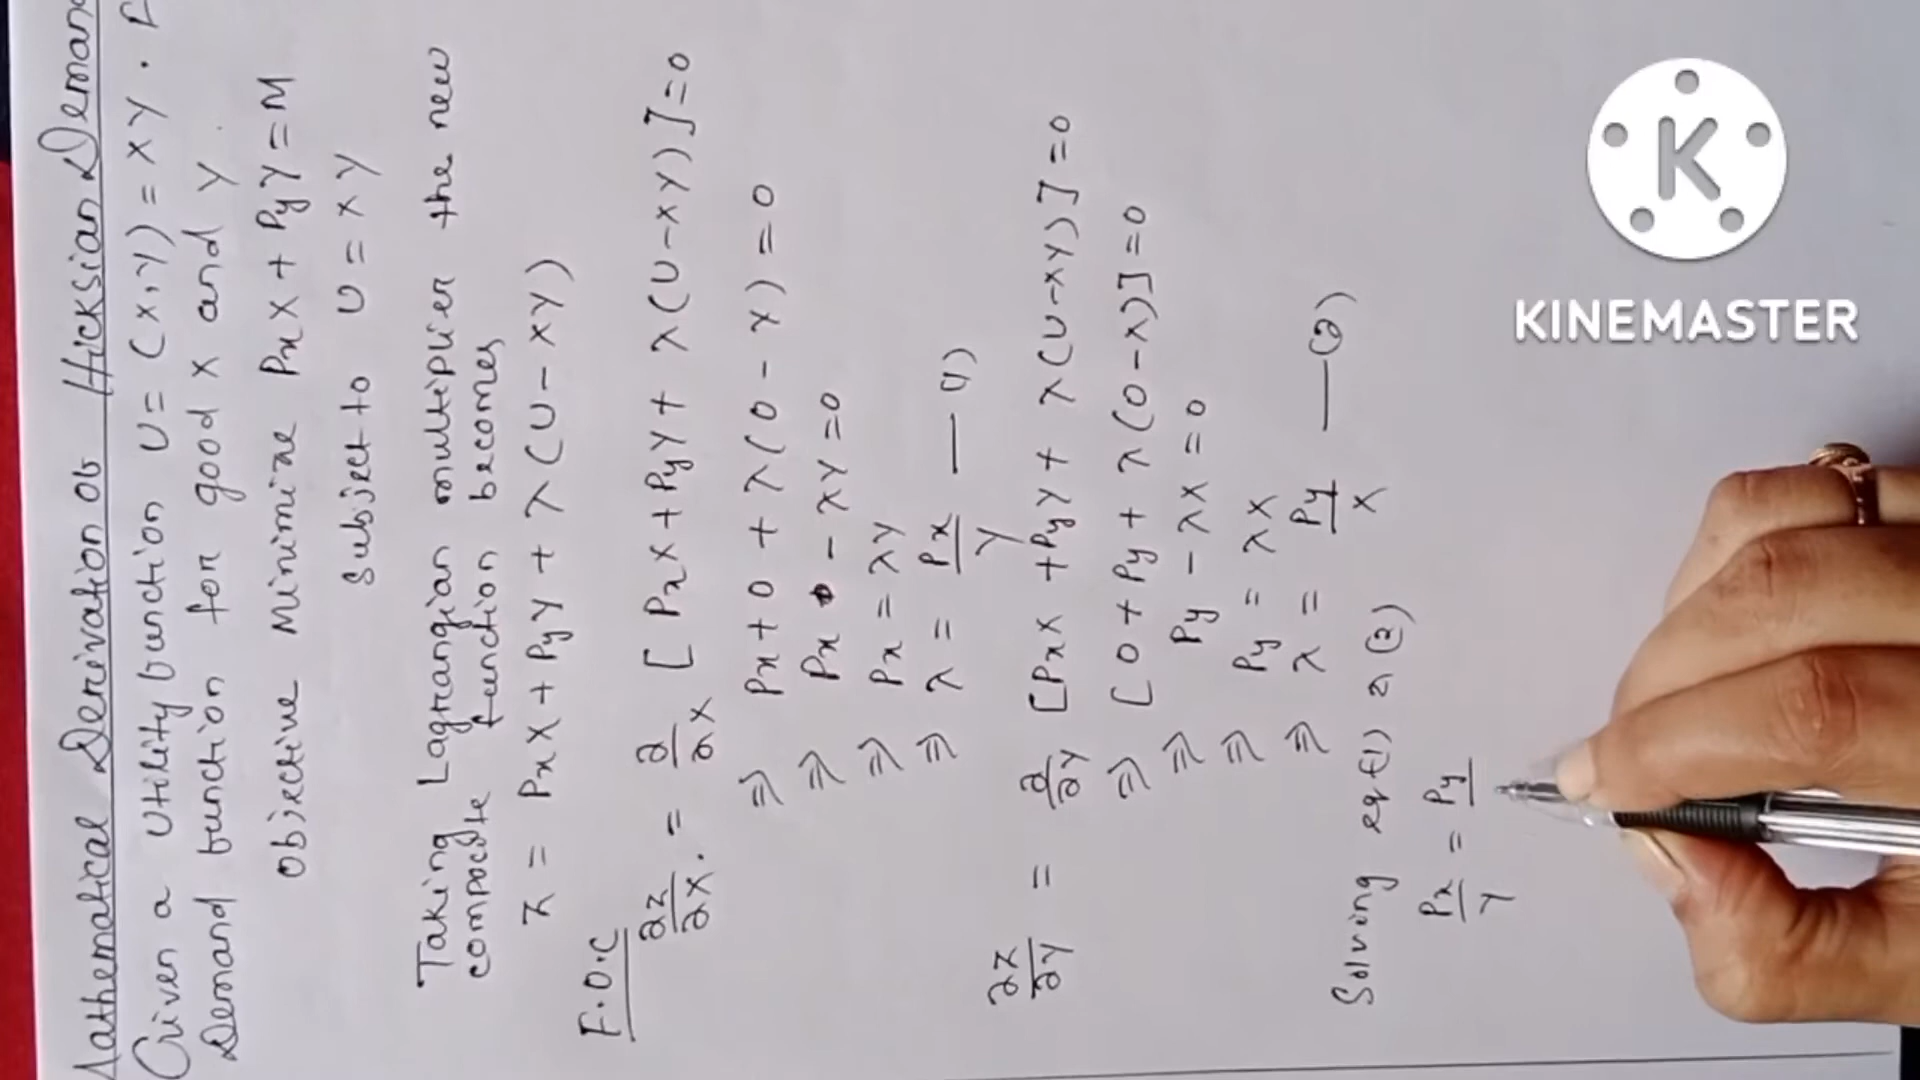 Mathematical Derivation of Hicksian Demand
Given a utility function U = (X,Y) = XY . F
Demand function for good X and Y
Objective Minimize PxX + PyY = M
Subject to U = XY
Taking Lagrangian multiplier the new
composite function becomes
Z = PxX + PyY + λ(U - XY)
F.O.C
∂Z/∂X = ∂/∂X [PxX + PyY + λ(U-XY)] = 0
⇒ Px + 0 + λ(0 - Y) = 0
⇒ Px - λY = 0
⇒ Px = λY
⇒ λ = Px/Y —(1)
∂Z/∂Y = ∂/∂Y [PxX + PyY + λ(U-XY)] = 0
⇒ [0 + Py + λ(0-X)] = 0
⇒ Py - λX = 0
⇒ Py = λX
⇒ λ = Py/X —(2)
Solving eq(1) & (2)
Px/Y = Py/
KINEMASTER